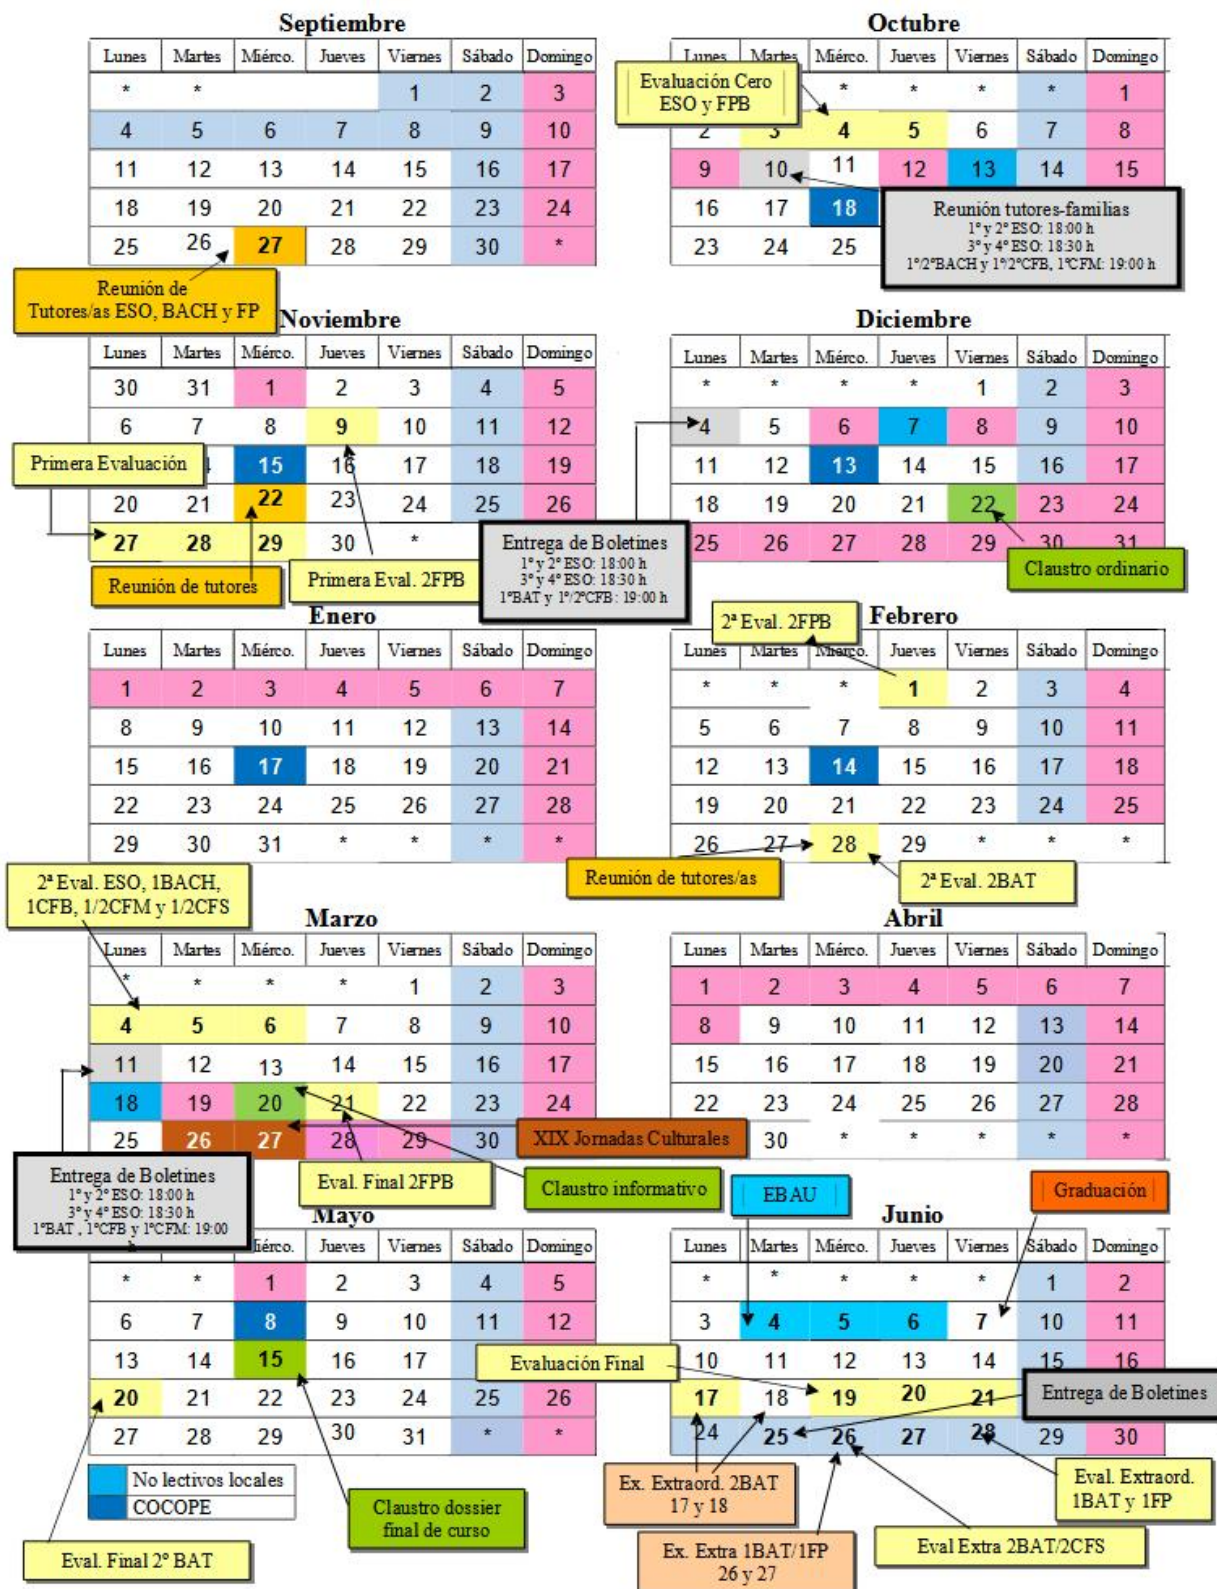 Septiembre
Lunes Martes Miérco. Jueves Viernes Sábado Domingo
* * 1 2 3
4 5 6 7 8 9 10
11 12 13 14 15 16 17
18 19 20 21 22 23 24
25 26 27 28 29 30 *
Reunión de
Tutores/as ESO, BACH y FP
Octubre
Lunes Martes Miérco. Jueves Viernes Sábado Domingo
Evaluación Cero
ESO y FPB
* * * * 1
2 3 4 5 6 7 8
9 10 11 12 13 14 15
16 17 18
23 24 25
Reunión tutores-familias
1º y 2º ESO: 18:00 h
3º y 4º ESO: 18:30 h
1º/2ºBACH y 1º/2ºCFB, 1ºCFM: 19:00 h
Noviembre
Lunes Martes Miérco. Jueves Viernes Sábado Domingo
30 31 1 2 3 4 5
6 7 8 9 10 11 12
Primera Evaluación
15 16 17 18 19
20 21 22 23 24 25 26
27 28 29 30 *
Reunión de tutores
Primera Eval. 2FPB
Diciembre
Lunes Martes Miérco. Jueves Viernes Sábado Domingo
* * * * 1 2 3
4 5 6 7 8 9 10
11 12 13 14 15 16 17
18 19 20 21 22 23 24
25 26 27 28 29 30 31
Entrega de Boletines
1º y 2º ESO: 18:00 h
3º y 4º ESO: 18:30 h
1ºBAT y 1º/2ºCFB: 19:00 h
Claustro ordinario
Enero
Lunes Martes Miérco. Jueves Viernes Sábado Domingo
1 2 3 4 5 6 7
8 9 10 11 12 13 14
15 16 17 18 19 20 21
22 23 24 25 26 27 28
29 30 31 * * * *
2ª Eval. 2FPB
Febrero
Lunes Martes Miérco. Jueves Viernes Sábado Domingo
* * * 1 2 3 4
5 6 7 8 9 10 11
12 13 14 15 16 17 18
19 20 21 22 23 24 25
26 27 28 29 * * *
Reunión de tutores/as
2ª Eval. 2BAT
2ª Eval. ESO, 1BACH,
1CFB, 1/2CFM y 1/2CFS
Marzo
Lunes Martes Miérco. Jueves Viernes Sábado Domingo
* * * * 1 2 3
4 5 6 7 8 9 10
11 12 13 14 15 16 17
18 19 20 21 22 23 24
25 26 27 28 29 30
XIX Jornadas Culturales
Entrega de Boletines
1º y 2º ESO: 18:00 h
3º y 4º ESO: 18:30 h
1ºBAT , 1ºCFB y 1ºCFM: 19:00
h
Eval. Final 2FPB
Claustro informativo
Abril
Lunes Martes Miérco. Jueves Viernes Sábado Domingo
1 2 3 4 5 6 7
8 9 10 11 12 13 14
15 16 17 18 19 20 21
22 23 24 25 26 27 28
30 * * * * *
EBAU
Graduación
Mayo
Miérco. Jueves Viernes Sábado Domingo
* * 1 2 3 4 5
6 7 8 9 10 11 12
13 14 15 16 17
20 21 22 23 24 25 26
27 28 29 30 31 * *
No lectivos locales
COCOPE
Eval. Final 2º BAT
Claustro dossier
final de curso
Junio
Lunes Martes Miérco. Jueves Viernes Sábado Domingo
* * * * * 1 2
3 4 5 6 7 10 11
10 11 12 13 14 15 16
Evaluación Final
17 18 19 20 21
Entrega de Boletines
24 25 26 27 28 29 30
Ex. Extraord. 2BAT
17 y 18
Ex. Extra 1BAT/1FP
26 y 27
Eval Extra 2BAT/2CFS
Eval. Extraord.
1BAT y 1FP